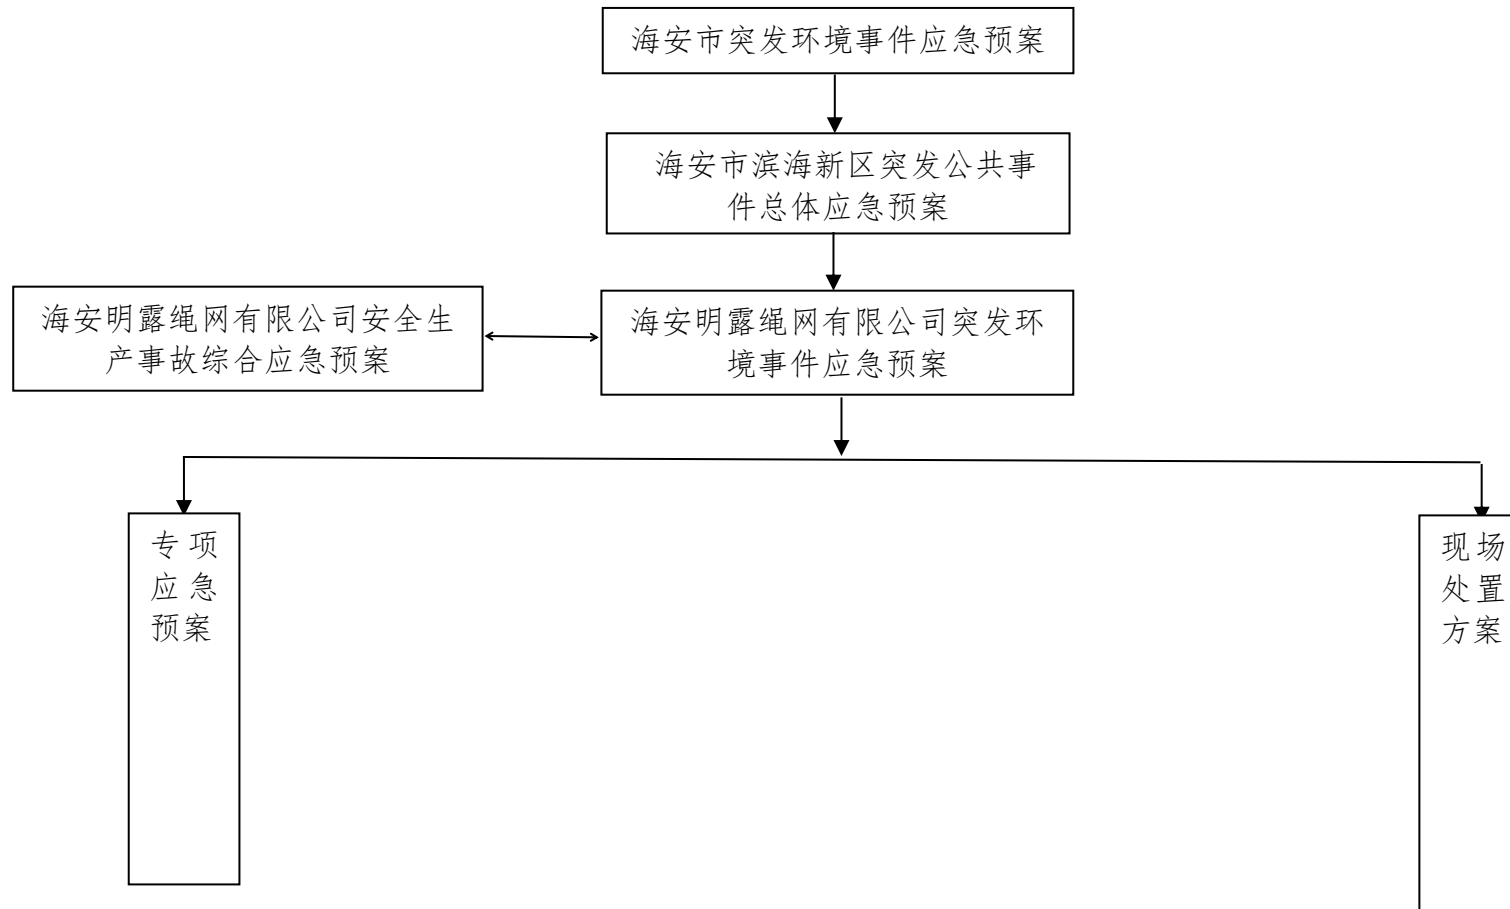 海安市突发环境事件应急预案
海安市滨海新区突发公共事
件总体应急预案
海安明露绳网有限公司安全生
产事故综合应急预案
海安明露绳网有限公司突发环
境事件应急预案
专项
应急
预案
现场
处置
方案